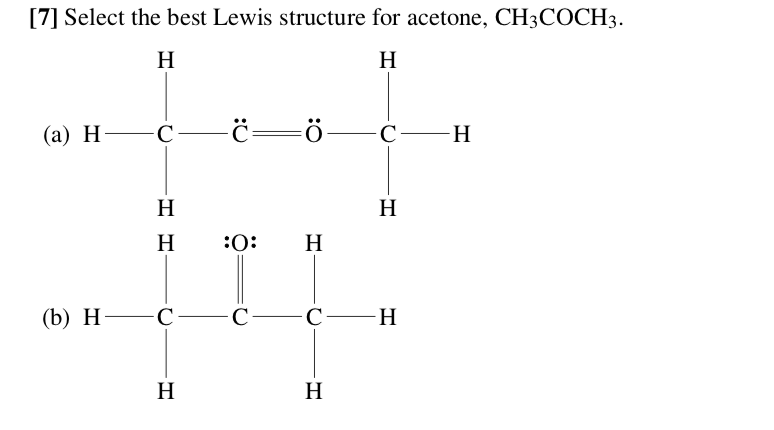 [7] Select the best Lewis structure for acetone, CH3COCH3.
H H
(a) H C C̈ Ö C H
H H
H :O: H
(b) H C C C H
H H